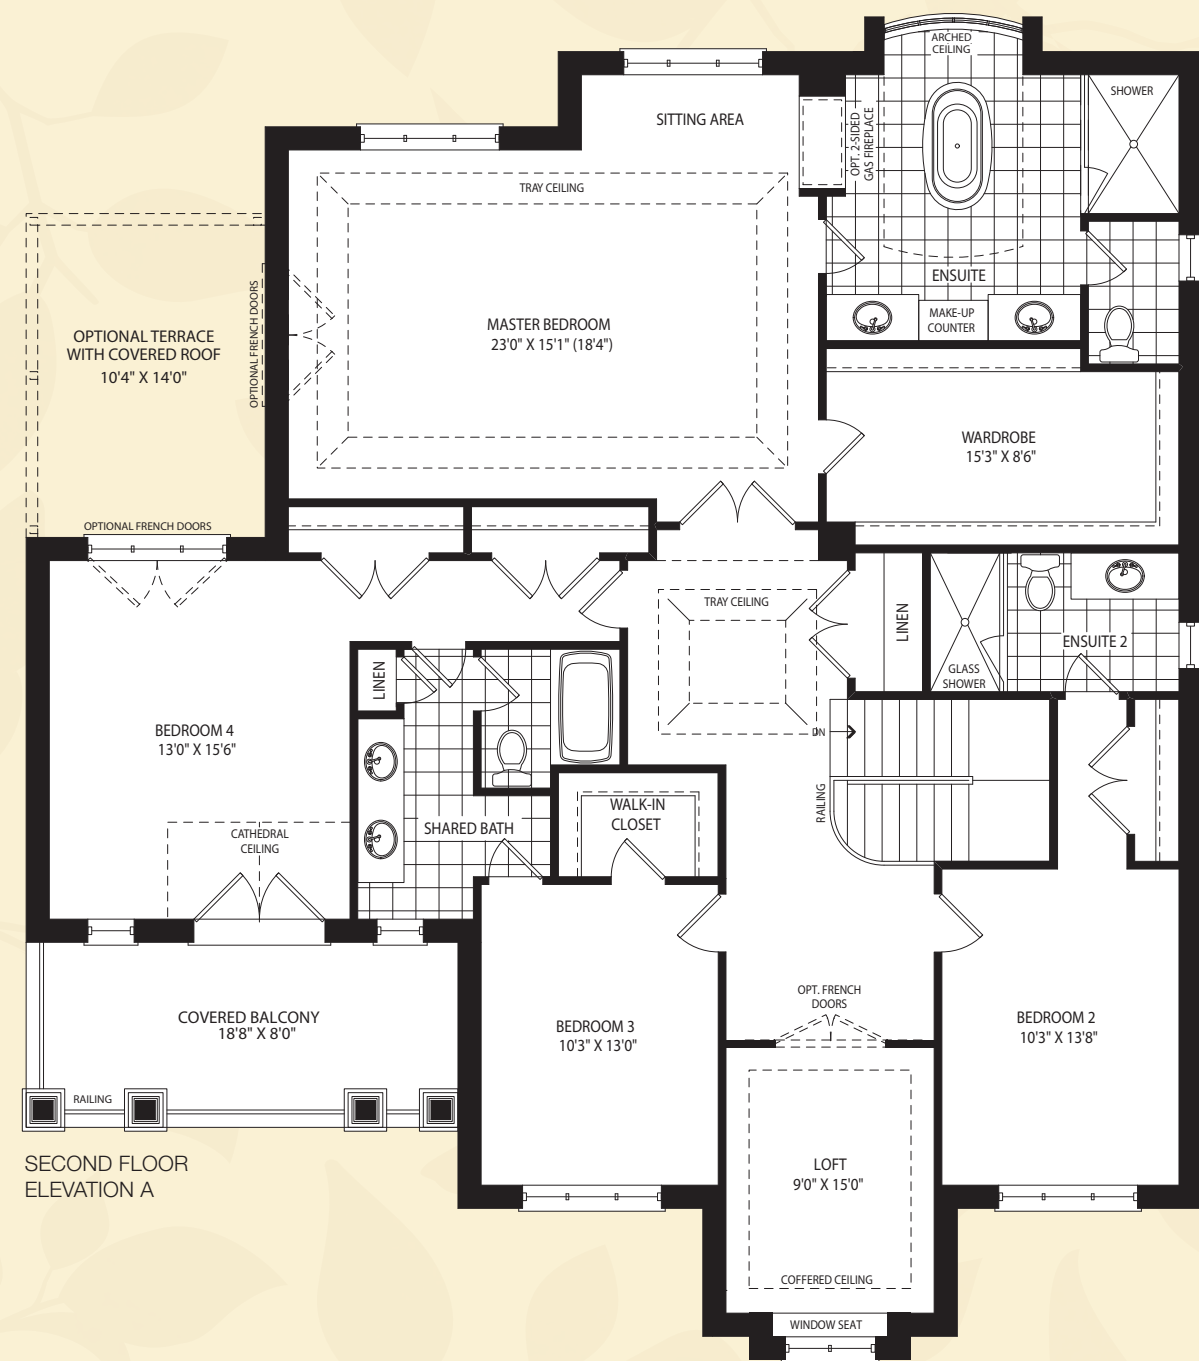 ARCHED
CEILING
SHOWER
SITTING AREA
OPT. 2-SIDED
GAS FIREPLACE
TRAY CEILING
ENSUITE
OPTIONAL FRENCH DOORS
MAKE-UP
COUNTER
MASTER BEDROOM
23'0" X 15'1" (18'4")
OPTIONAL TERRACE
WITH COVERED ROOF
10'4" X 14'0"
WARDROBE
15'3" X 8'6"
OPTIONAL FRENCH DOORS
TRAY CEILING
LINEN
ENSUITE 2
GLASS
SHOWER
LINEN
BEDROOM 4
13'0" X 15'6"
DN
RAILING
WALK-IN
CLOSET
SHARED BATH
CATHEDRAL
CEILING
OPT. FRENCH
DOORS
COVERED BALCONY
18'8" X 8'0"
BEDROOM 3
10'3" X 13'0"
BEDROOM 2
10'3" X 13'8"
RAILING
SECOND FLOOR
ELEVATION A
LOFT
9'0" X 15'0"
COFFERED CEILING
WINDOW SEAT